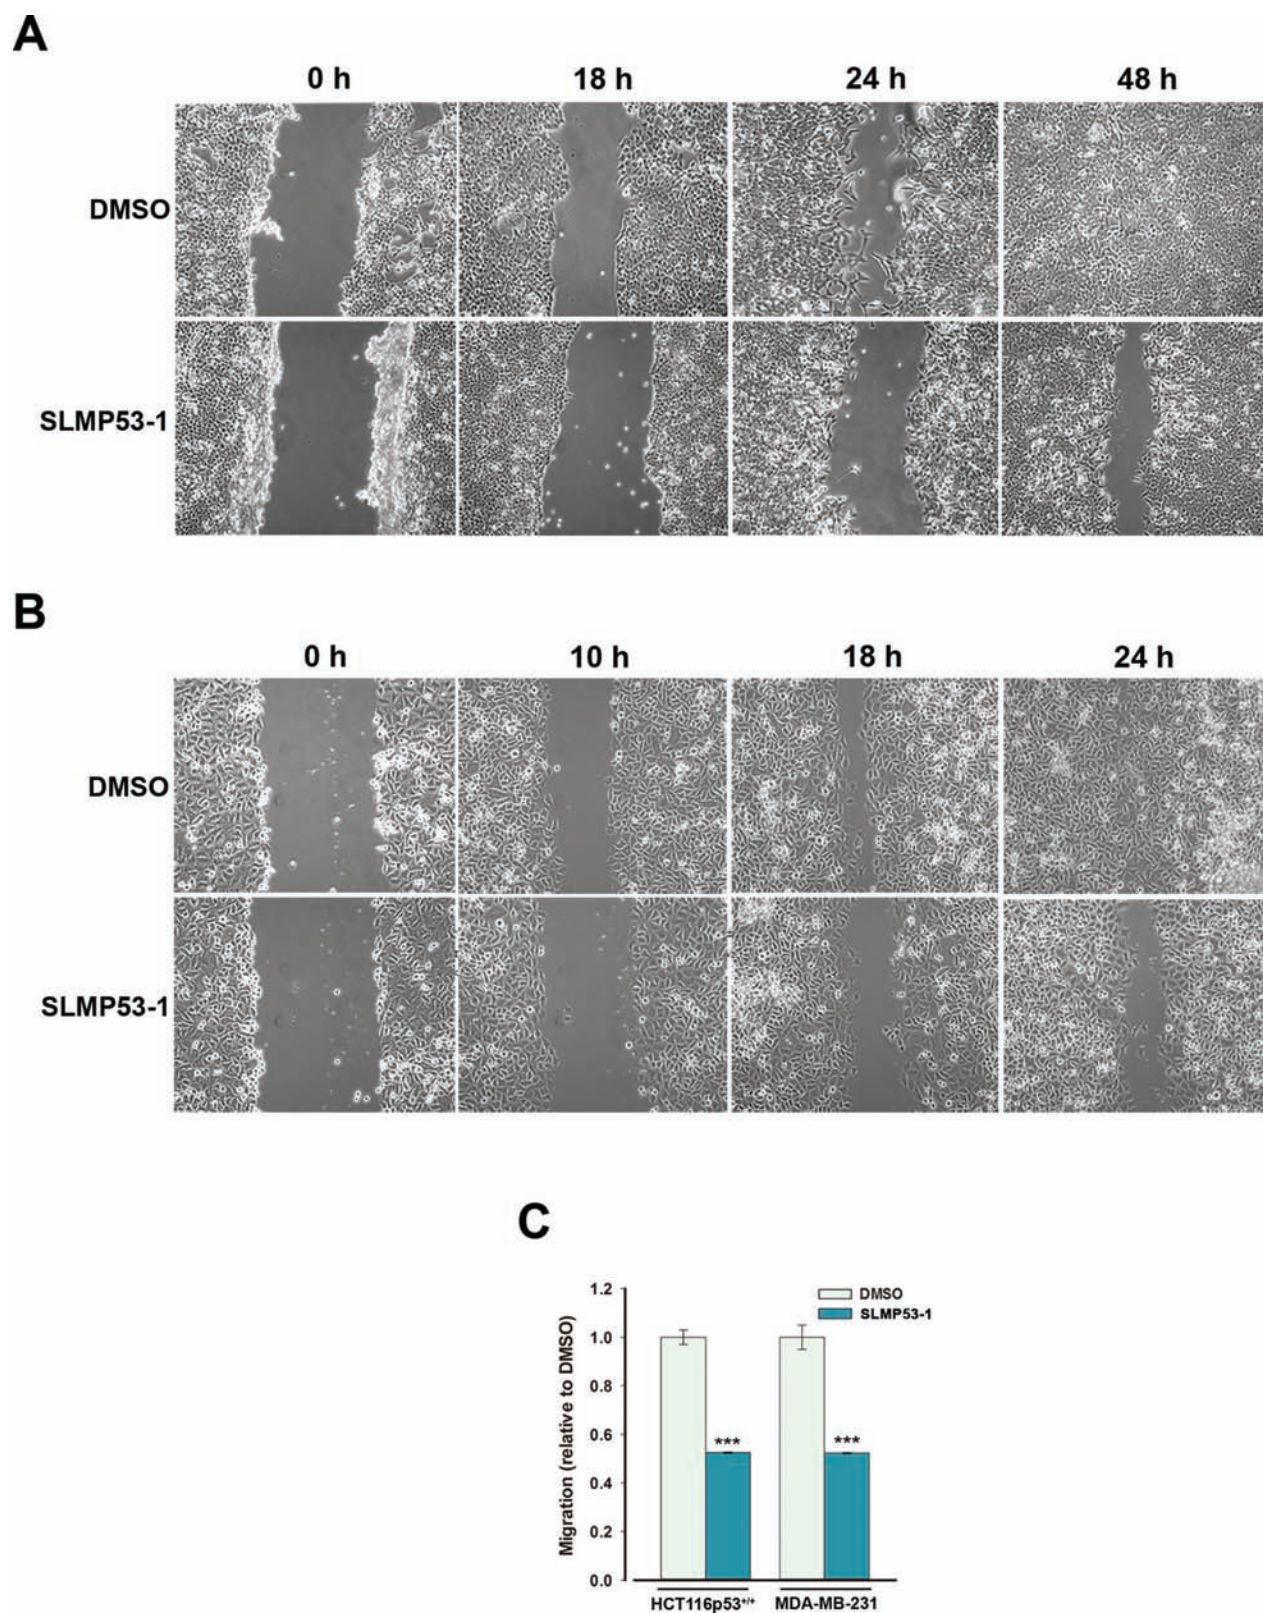 A
0 h 18 h 24 h 48 h
DMSO
SLMP53-1
B
0 h 10 h 18 h 24 h
DMSO
SLMP53-1
C
1.2
1.0
0.8
0.6
0.4
0.2
0.0
Migration (relative to DMSO)
DMSO
SLMP53-1
*** ***
HCT116p53+/+ MDA-MB-231